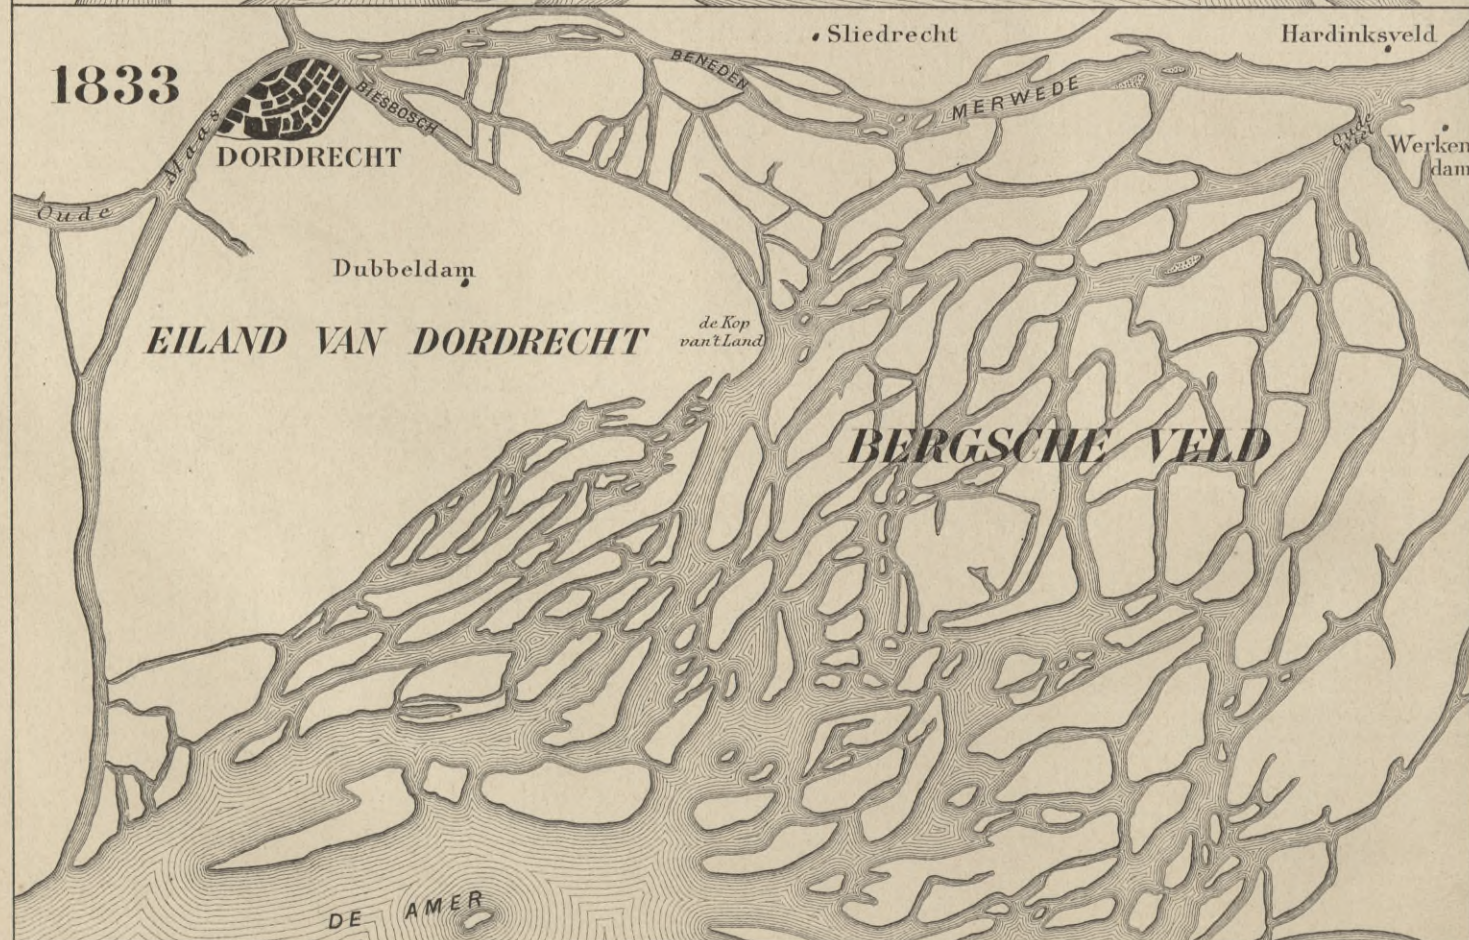 1833
Sliedrecht
Hardinksveld
BENEDEN
MERWEDE
BIESBOSCH
Oude
Wiel
Werken
dam
DORDRECHT
Oude Maas
Dubbeldam
de Kop
van't Land
EILAND VAN DORDRECHT
BERGSCHE VELD
DE AMER